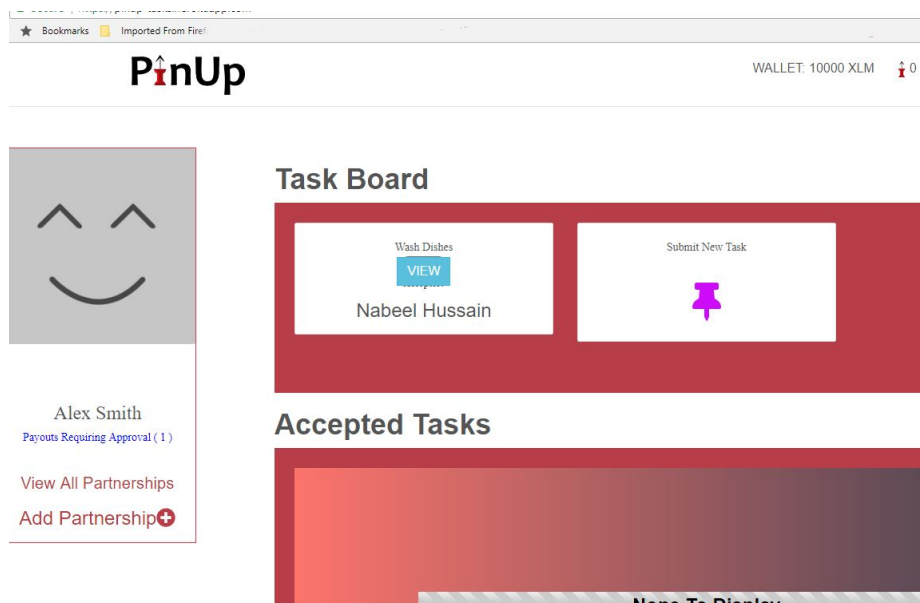 Bookmarks Imported From Firef
PinUp
WALLET: 10000 XLM 0
Task Board
Wash Dishes
VIEW
Nabeel Hussain
Submit New Task
Alex Smith
Payouts Requiring Approval ( 1 )
View All Partnerships
Add Partnership
Accepted Tasks
None To Display